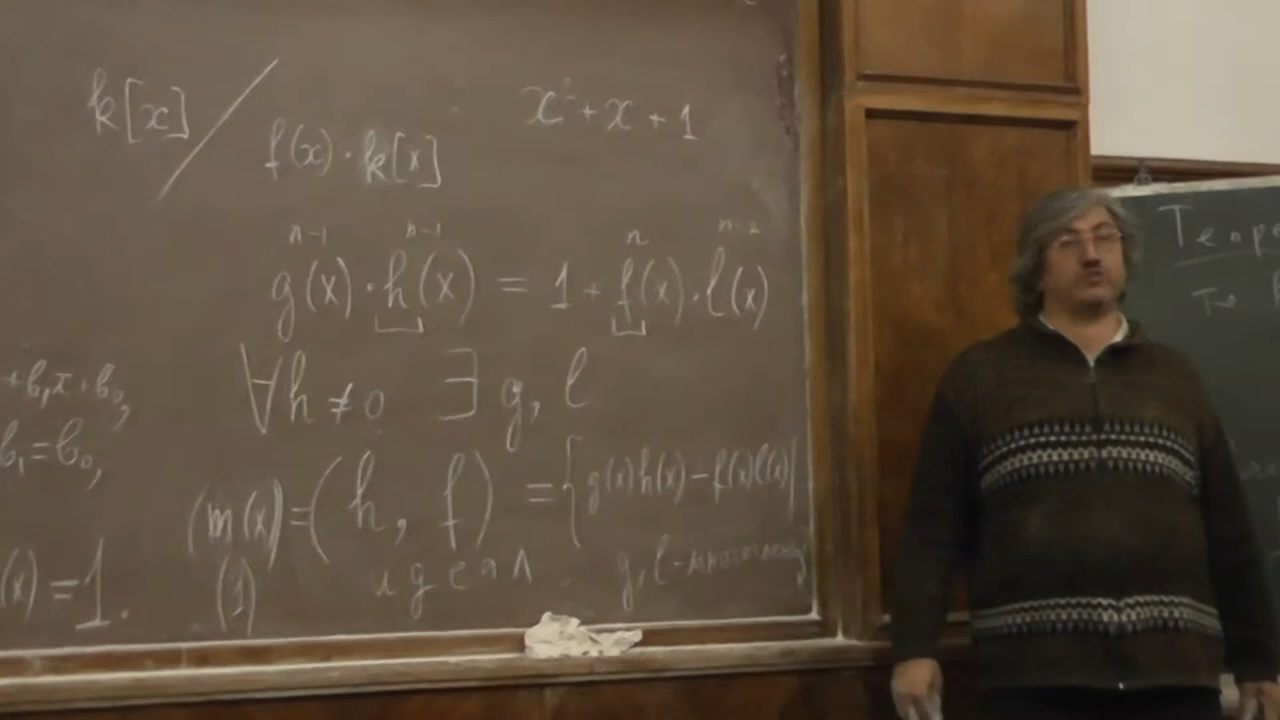 k[x] / f(x)·k[x]
x²+x+1
n-1 n-1 n n-2
g(x)·h(x) = 1 + f(x)·l(x)
+b₁x+b₀,
∀h≠0 ∃ g, l
b₁=b₀,
(m(x))=(h, f) = {g(x)h(x)-f(x)l(x)|
идеал g, l-многочлены}
(x)=1. (1)
Теоре